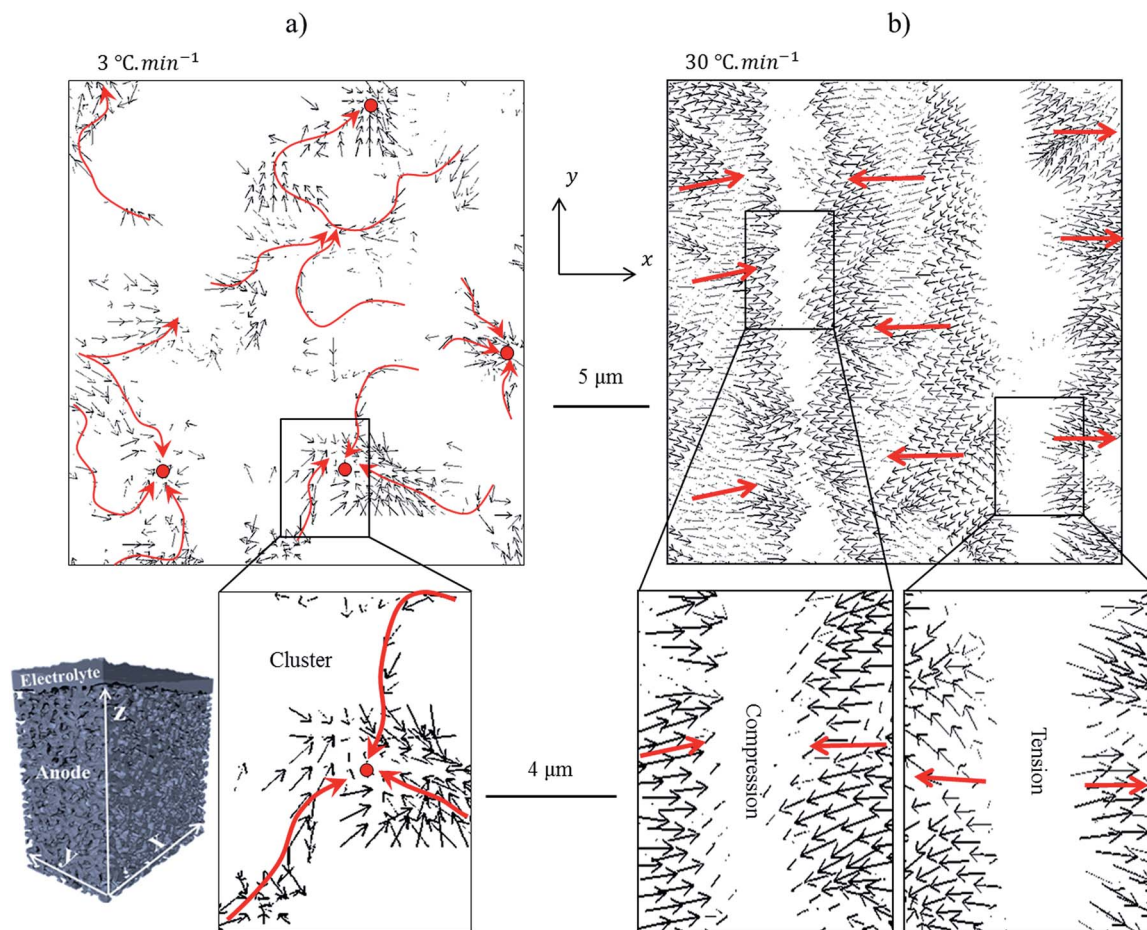 a)
b)
3 °C.min⁻¹
30 °C.min⁻¹
y
x
5 μm
Cluster
Electrolyte
Anode
z
y
x
4 μm
Compression
Tension